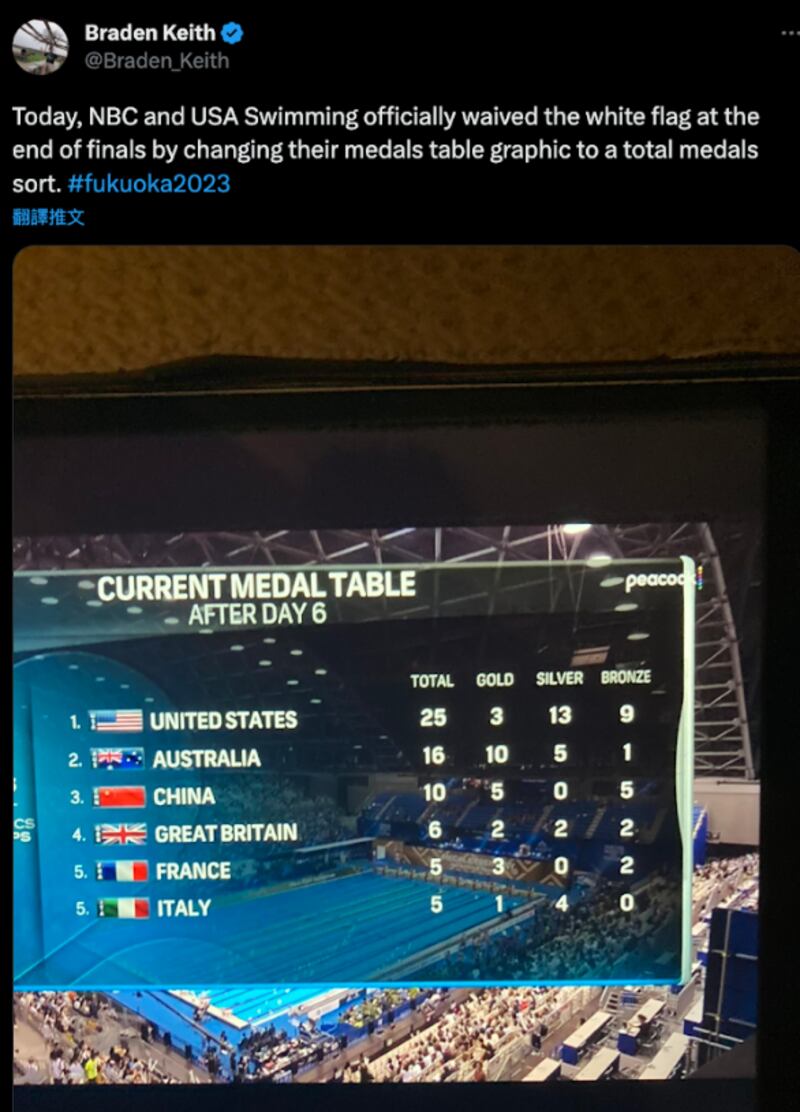 Braden Keith
@Braden_Keith
Today, NBC and USA Swimming officially waived the white flag at the
end of finals by changing their medals table graphic to a total medals
sort. #fukuoka2023
翻譯推文
CURRENT MEDAL TABLE
peacock
AFTER DAY 6
TOTAL GOLD SILVER BRONZE
1. UNITED STATES 25 3 13 9
2. AUSTRALIA 16 10 5 1
3. CHINA 10 5 0 5
4. GREAT BRITAIN 6 2 2 2
5. FRANCE 5 3 0 2
5. ITALY 5 1 4 0